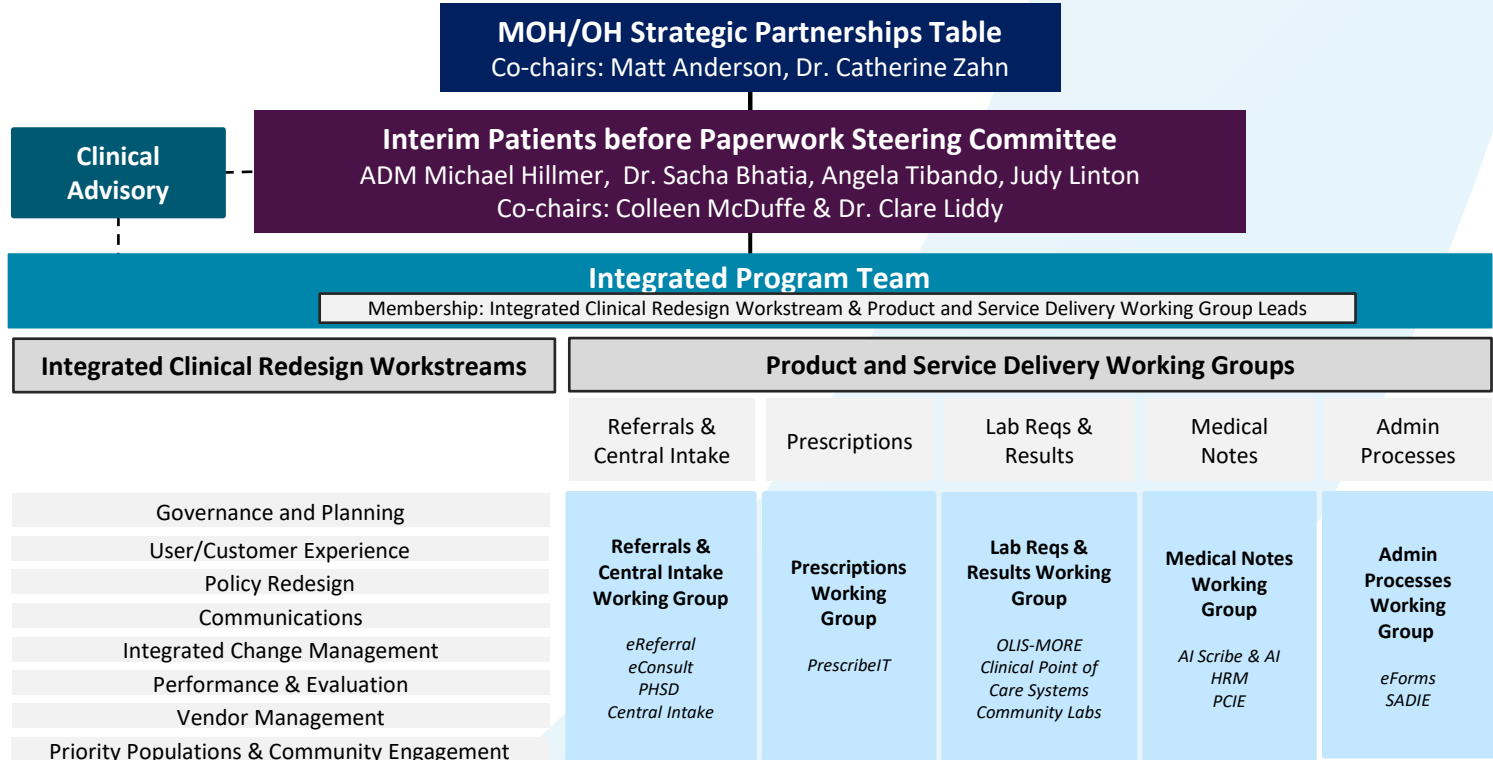 MOH/OH Strategic Partnerships Table
Co-chairs: Matt Anderson, Dr. Catherine Zahn
Clinical
Advisory
Interim Patients before Paperwork Steering Committee
ADM Michael Hillmer, Dr. Sacha Bhatia, Angela Tibando, Judy Linton
Co-chairs: Colleen McDuffe & Dr. Clare Liddy
Integrated Program Team
Membership: Integrated Clinical Redesign Workstream & Product and Service Delivery Working Group Leads
Integrated Clinical Redesign Workstreams
Governance and Planning
User/Customer Experience
Policy Redesign
Communications
Integrated Change Management
Performance & Evaluation
Vendor Management
Priority Populations & Community Engagement
Product and Service Delivery Working Groups
Referrals &
Central Intake
Prescriptions
Lab Reqs &
Results
Medical
Notes
Admin
Processes
Referrals &
Central Intake
Working Group
eReferral
eConsult
PHSD
Central Intake
Prescriptions
Working
Group
PrescribeIT
Lab Reqs &
Results Working
Group
OLIS-MORE
Clinical Point of
Care Systems
Community Labs
Medical Notes
Working
Group
AI Scribe & AI
HRM
PCIE
Admin
Processes
Working
Group
eForms
SADIE